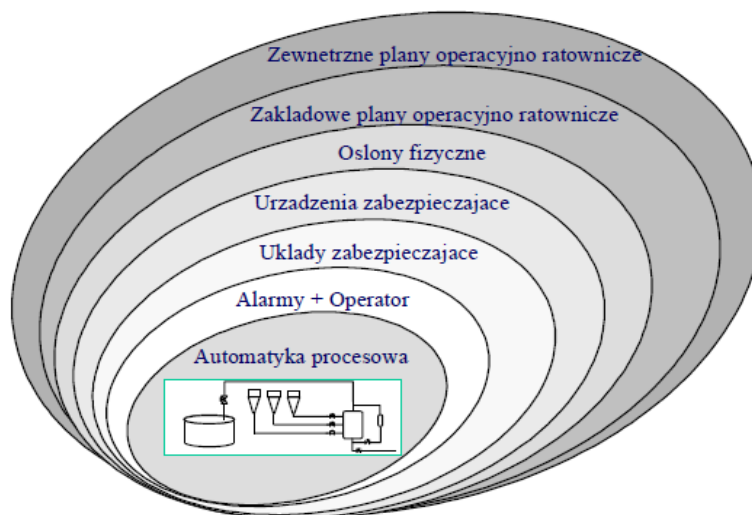 Zewnetrzne plany operacyjno ratownicze
Zakladowe plany operacyjno ratownicze
Oslony fizyczne
Urzadzenia zabezpieczajace
Uklady zabezpieczajace
Alarmy + Operator
Automatyka procesowa